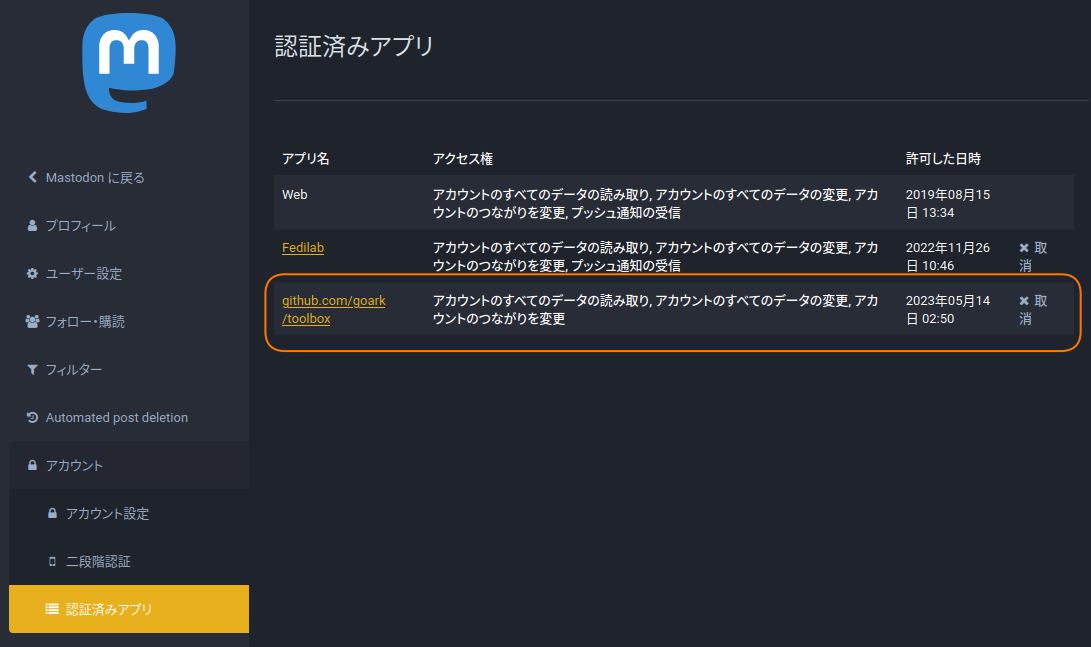 認証済みアプリ
Mastodon に戻る
プロフィール
ユーザー設定
フォロー・購読
フィルター
Automated post deletion
アカウント
アカウント設定
二段階認証
認証済みアプリ
アプリ名 アクセス権 許可した日時
Web アカウントのすべてのデータの読み取り, アカウントのすべてのデータの変更, アカ 2019年08月15
ウントのつながりを変更, プッシュ通知の受信 日 13:34
Fedilab アカウントのすべてのデータの読み取り, アカウントのすべてのデータの変更, アカ 2022年11月26 ✖ 取
ウントのつながりを変更, プッシュ通知の受信 日 10:46 消
github.com/goark アカウントのすべてのデータの読み取り, アカウントのすべてのデータの変更, アカ 2023年05月14 ✖ 取
/toolbox ウントのつながりを変更 日 02:50 消